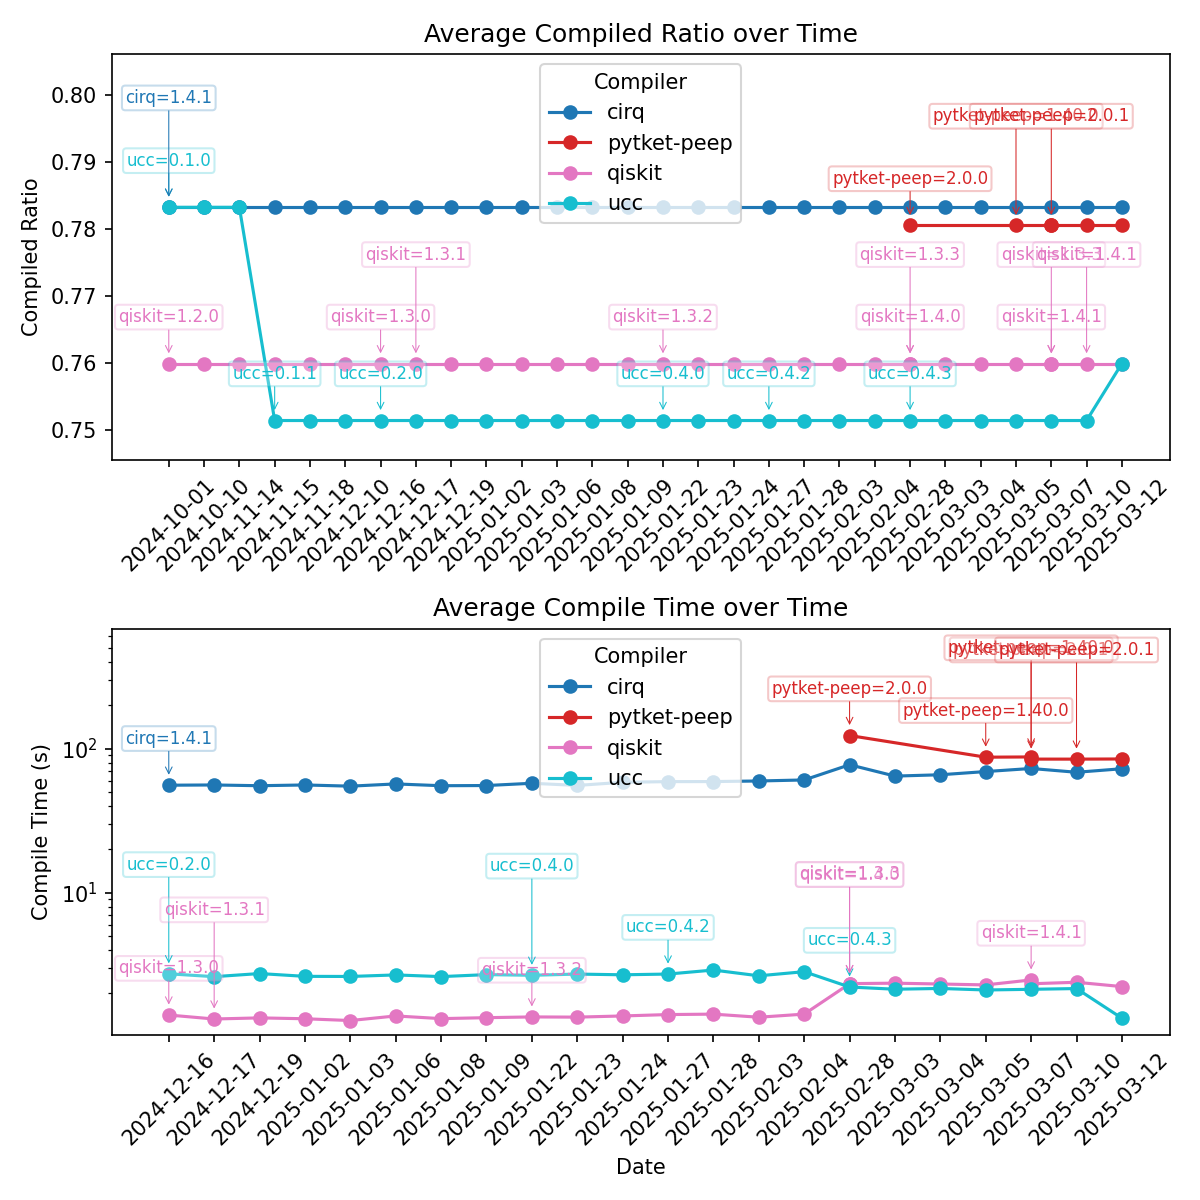 Average Compiled Ratio over Time
Compiled Ratio
0.80
0.79
0.78
0.77
0.76
0.75
Compiler
cirq
pytket-peep
qiskit
ucc
cirq=1.4.1
ucc=0.1.0
pytket-peep=2.0.1
pytket-peep=2.0.0
qiskit=1.3.1
qiskit=1.3.3
qiskit=1.4.1
qiskit=1.2.0
qiskit=1.3.0
qiskit=1.3.2
qiskit=1.4.0
qiskit=1.4.1
ucc=0.1.1
ucc=0.2.0
ucc=0.4.0
ucc=0.4.2
ucc=0.4.3
2024-10-01
2024-10-10
2024-11-14
2024-11-15
2024-11-18
2024-12-10
2024-12-16
2024-12-17
2024-12-19
2025-01-02
2025-01-03
2025-01-06
2025-01-08
2025-01-09
2025-01-22
2025-01-23
2025-01-24
2025-01-27
2025-01-28
2025-02-03
2025-02-04
2025-02-28
2025-03-03
2025-03-04
2025-03-05
2025-03-07
2025-03-10
2025-03-12
Average Compile Time over Time
Compile Time (s)
10²
10¹
Compiler
cirq
pytket-peep
qiskit
ucc
pytket-peep=2.0.1
pytket-peep=2.0.0
pytket-peep=1.40.0
cirq=1.4.1
ucc=0.2.0
ucc=0.4.0
qiskit=1.3.1
ucc=0.4.2
qiskit=1.4.1
ucc=0.4.3
qiskit=1.3.0
qiskit=1.3.2
2024-12-16
2024-12-17
2024-12-19
2025-01-02
2025-01-03
2025-01-06
2025-01-08
2025-01-09
2025-01-22
2025-01-23
2025-01-24
2025-01-27
2025-01-28
2025-02-03
2025-02-04
2025-02-28
2025-03-03
2025-03-04
2025-03-05
2025-03-07
2025-03-10
2025-03-12
Date